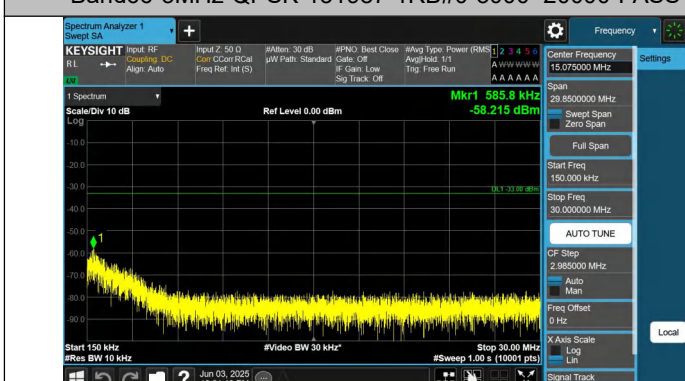 Spectrum Analyzer 1
Swept SA
Frequency
KEYSIGHT
RL
Input: RF
Coupling: DC
Align: Auto
Input Z: 50 Ω
Corr CCorr RCal
Freq Ref: Int (S)
#Atten: 30 dB
µW Path: Standard
#PNO: Best Close
Gate: Off
IF Gain: Low
Sig Track: Off
#Avg Type: Power (RMS
Avg|Hold: 1/1
Trig: Free Run
1 2 3 4 5 6
A W W W W W
A A A A A A
1 Spectrum
Scale/Div 10 dB
Log
Ref Level 0.00 dBm
Mkr1 585.8 kHz
-58.215 dBm
-10.0
-20.0
-30.0
-40.0
-50.0
-60.0
-70.0
-80.0
-90.0
DL1 -33.00 dBm
1
Start 150 kHz
#Res BW 10 kHz
#Video BW 30 kHz*
Stop 30.00 MHz
#Sweep 1.00 s (10001 pts)
Center Frequency
15.075000 MHz
Settings
Span
29.8500000 MHz
Swept Span
Zero Span
Full Span
Start Freq
150.000 kHz
Stop Freq
30.000000 MHz
AUTO TUNE
CF Step
2.985000 MHz
Auto
Man
Freq Offset
0 Hz
X Axis Scale
Log
Lin
Local
Signal Track
?
Jun 03, 2025